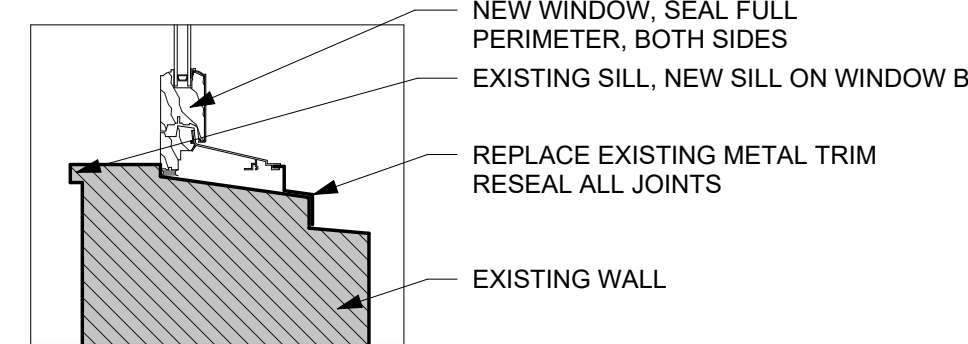 NEW WINDOW, SEAL FULL
PERIMETER, BOTH SIDES
EXISTING SILL, NEW SILL ON WINDOW B
REPLACE EXISTING METAL TRIM
RESEAL ALL JOINTS
EXISTING WALL